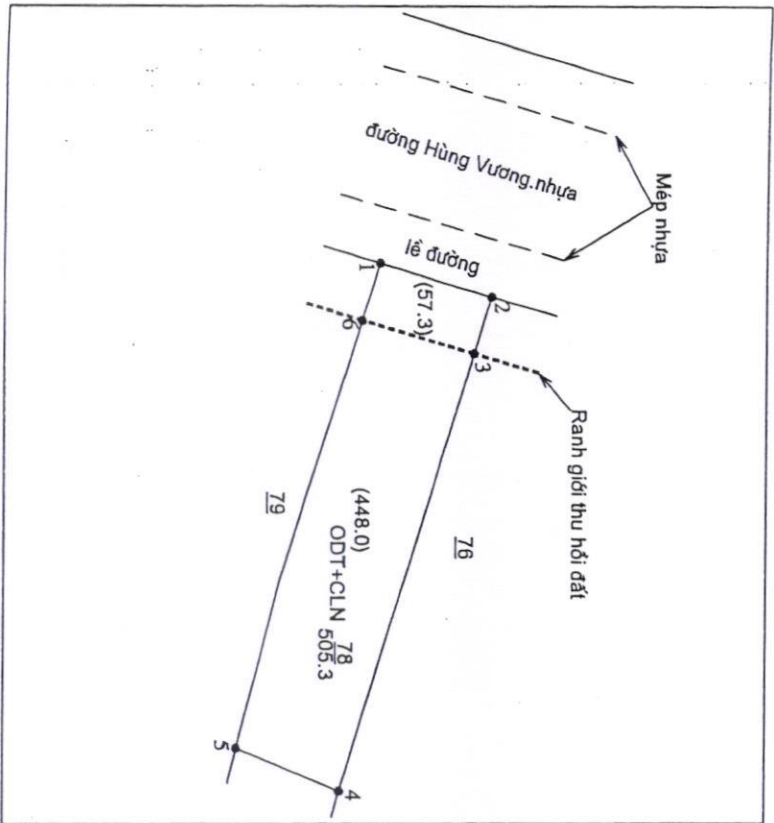 Mép nhựa
đường Hùng Vương.nhựa
lề đường
Ranh giới thu hồi đất
1
2
(57.3)
6
3
76
(448.0)
ODT+CLN
78
505.3
79
5
4